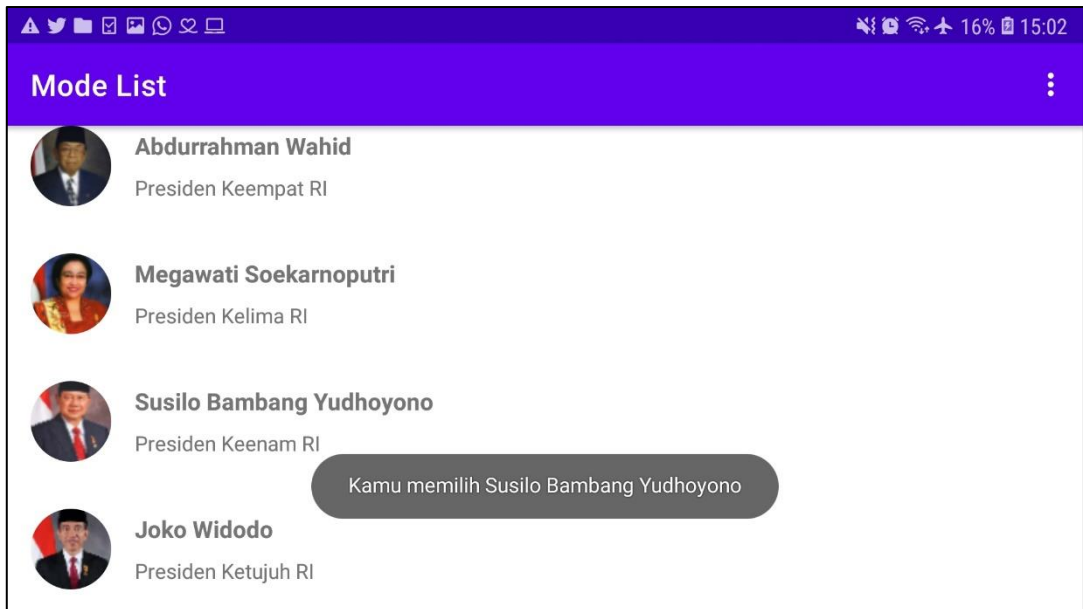 16% 15:02
Mode List
Abdurrahman Wahid
Presiden Keempat RI
Megawati Soekarnoputri
Presiden Kelima RI
Susilo Bambang Yudhoyono
Presiden Keenam RI
Kamu memilih Susilo Bambang Yudhoyono
Joko Widodo
Presiden Ketujuh RI